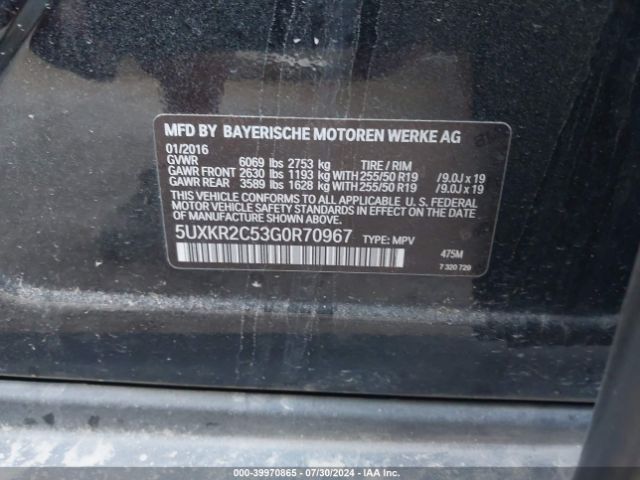 MFD BY BAYERISCHE MOTOREN WERKE AG
01/2016
GVWR 6069 lbs 2753 kg TIRE / RIM
GAWR FRONT 2630 lbs 1193 kg WITH 255/50 R19 /9.0J x 19
GAWR REAR 3589 lbs 1628 kg WITH 255/50 R19 /9.0J x 19
THIS VEHICLE CONFORMS TO ALL APPLICABLE U. S. FEDERAL
MOTOR VEHICLE SAFETY STANDARDS IN EFFECT ON THE
DATE OF MANUFACTURE SHOWN ABOVE.
5UXKR2C53G0R70967 TYPE: MPV 475M
7 320 729
000-39970865 / 07/30/2024 - IAA Inc.